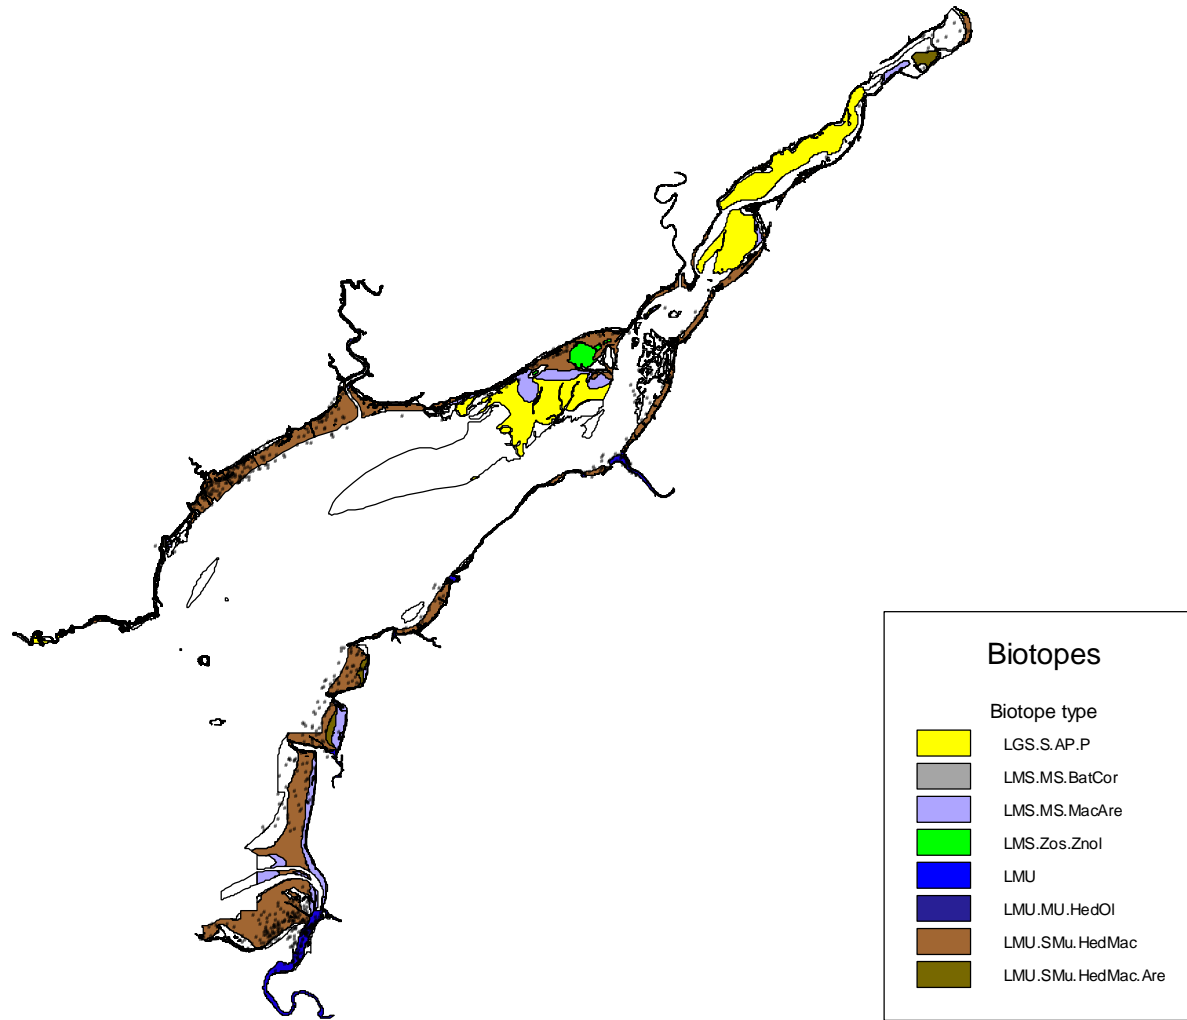 Biotopes
Biotope type
LGS.S.AP.P
LMS.MS.BatCor
LMS.MS.MacAre
LMS.Zos.Znol
LMU
LMU.MU.HedOl
LMU.SMu.HedMac
LMU.SMu.HedMac.Are